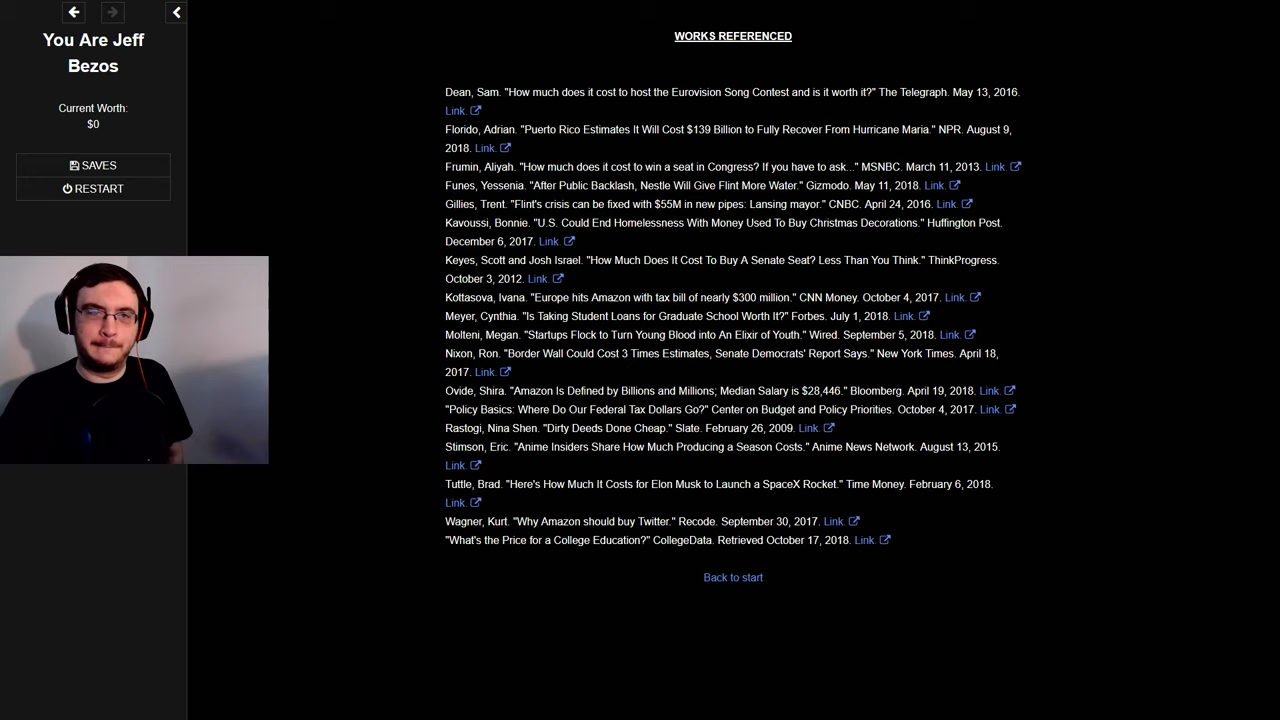 You Are Jeff
Bezos
Current Worth:
$0
SAVES
RESTART
WORKS REFERENCED
Dean, Sam. "How much does it cost to host the Eurovision Song Contest and is it worth it?" The Telegraph. May 13, 2016.
Link.
Florido, Adrian. "Puerto Rico Estimates It Will Cost $139 Billion to Fully Recover From Hurricane Maria." NPR. August 9,
2018. Link.
Frumin, Aliyah. "How much does it cost to win a seat in Congress? If you have to ask..." MSNBC. March 11, 2013. Link.
Funes, Yessenia. "After Public Backlash, Nestle Will Give Flint More Water." Gizmodo. May 11, 2018. Link.
Gillies, Trent. "Flint's crisis can be fixed with $55M in new pipes: Lansing mayor." CNBC. April 24, 2016. Link.
Kavoussi, Bonnie. "U.S. Could End Homelessness With Money Used To Buy Christmas Decorations." Huffington Post.
December 6, 2017. Link.
Keyes, Scott and Josh Israel. "How Much Does It Cost To Buy A Senate Seat? Less Than You Think." ThinkProgress.
October 3, 2012. Link.
Kottasova, Ivana. "Europe hits Amazon with tax bill of nearly $300 million." CNN Money. October 4, 2017. Link.
Meyer, Cynthia. "Is Taking Student Loans for Graduate School Worth It?" Forbes. July 1, 2018. Link.
Molteni, Megan. "Startups Flock to Turn Young Blood into An Elixir of Youth." Wired. September 5, 2018. Link.
Nixon, Ron. "Border Wall Could Cost 3 Times Estimates, Senate Democrats' Report Says." New York Times. April 18,
2017. Link.
Ovide, Shira. "Amazon Is Defined by Billions and Millions; Median Salary is $28,446." Bloomberg. April 19, 2018. Link.
"Policy Basics: Where Do Our Federal Tax Dollars Go?" Center on Budget and Policy Priorities. October 4, 2017. Link.
Rastogi, Nina Shen. "Dirty Deeds Done Cheap." Slate. February 26, 2009. Link.
Stimson, Eric. "Anime Insiders Share How Much Producing a Season Costs." Anime News Network. August 13, 2015.
Link.
Tuttle, Brad. "Here's How Much It Costs for Elon Musk to Launch a SpaceX Rocket." Time Money. February 6, 2018.
Link.
Wagner, Kurt. "Why Amazon should buy Twitter." Recode. September 30, 2017. Link.
"What's the Price for a College Education?" CollegeData. Retrieved October 17, 2018. Link.
Back to start